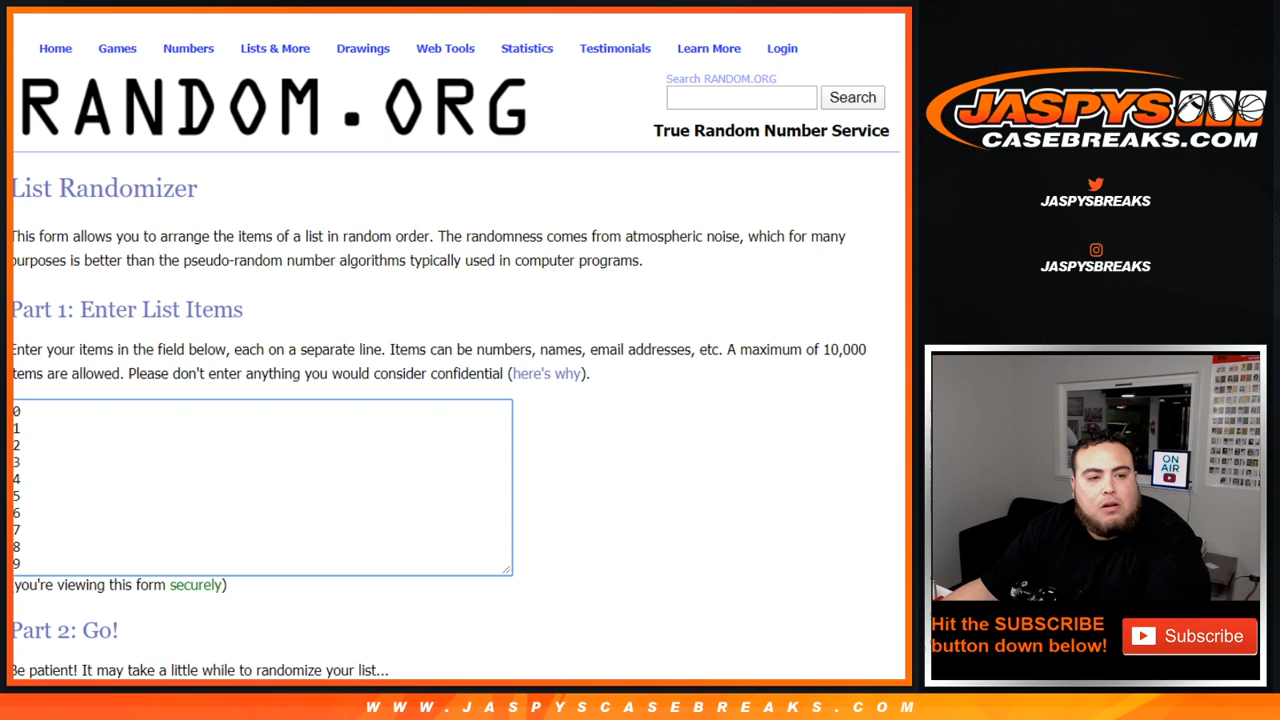 Home Games Numbers Lists & More Drawings Web Tools Statistics Testimonials Learn More Login
RANDOM.ORG
Search RANDOM.ORG
Search
True Random Number Service
List Randomizer
This form allows you to arrange the items of a list in random order. The randomness comes from atmospheric noise, which for many
purposes is better than the pseudo-random number algorithms typically used in computer programs.
Part 1: Enter List Items
Enter your items in the field below, each on a separate line. Items can be numbers, names, email addresses, etc. A maximum of 10,000
items are allowed. Please don't enter anything you would consider confidential (here's why).
0
1
2
3
4
5
6
7
8
9
(you're viewing this form securely)
Part 2: Go!
Be patient! It may take a little while to randomize your list...
JASPYS
CASEBREAKS.COM
JASPYSBREAKS
JASPYSBREAKS
ON
AIR
Hit the SUBSCRIBE
button down below!
Subscribe
WWW.JASPYSCASEBREAKS.COM